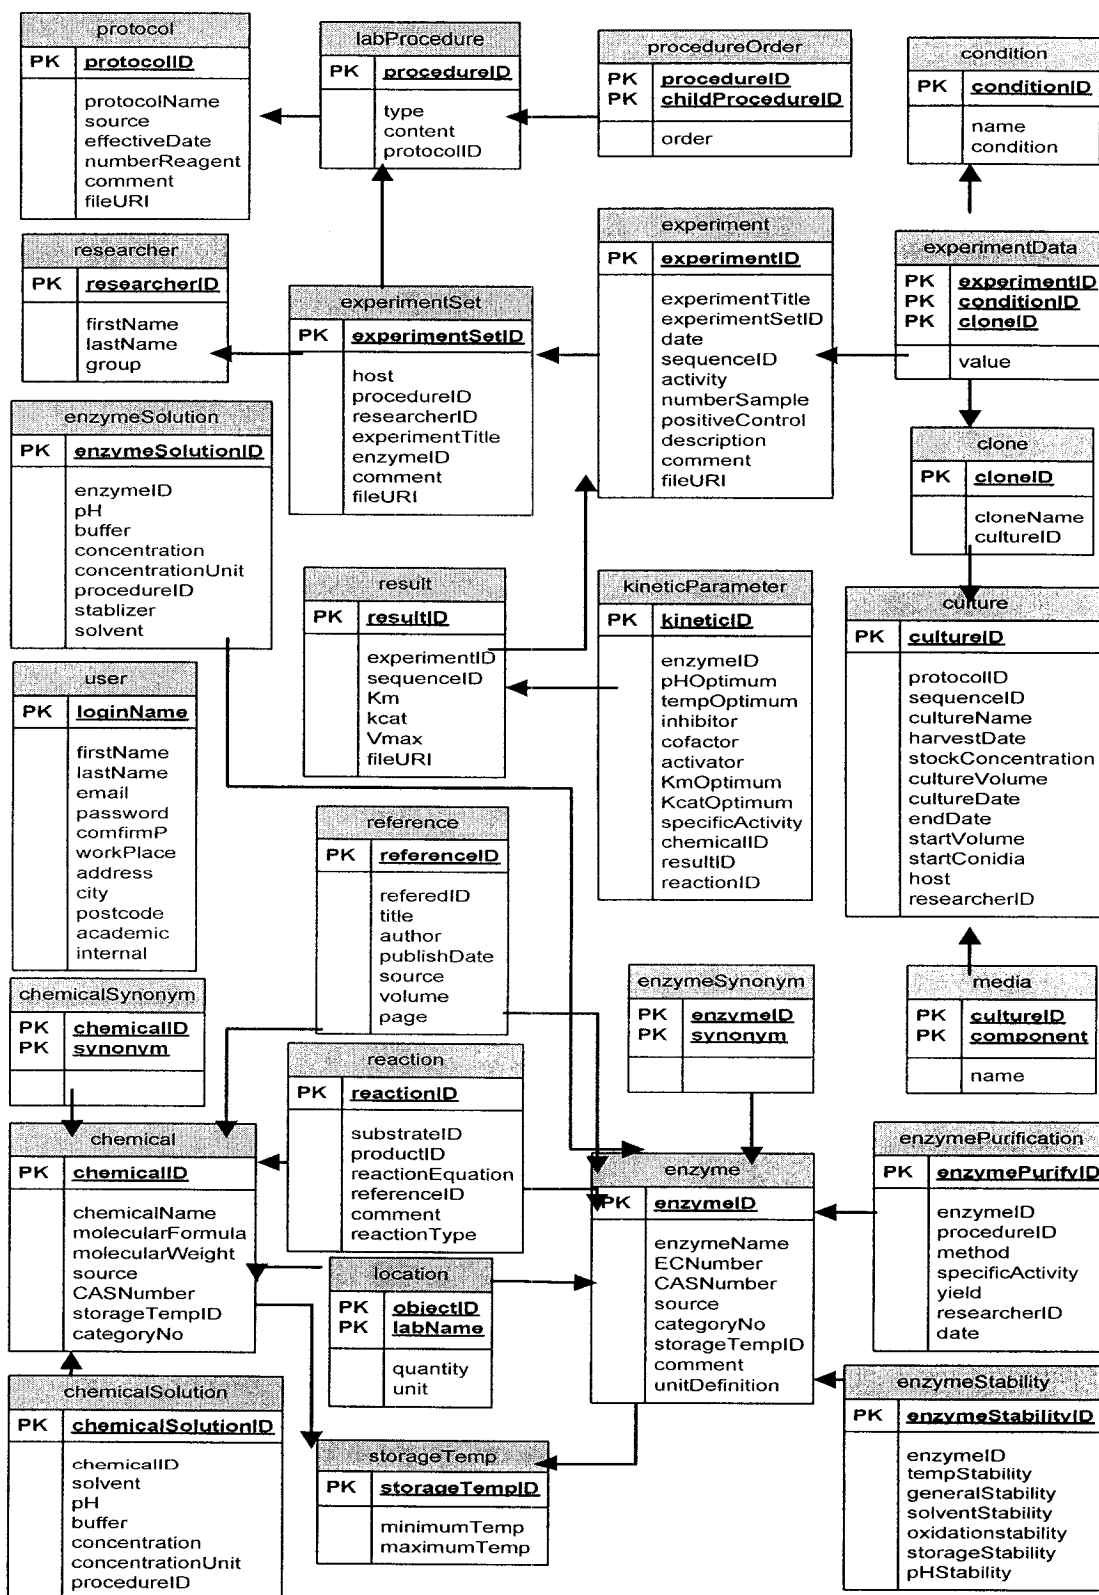 protocol
PK protocolID
protocolName
source
effectiveDate
numberReagent
comment
fileURI
labProcedure
PK procedureID
type
content
protocolID
procedureOrder
PK procedureID
PK childProcedureID
order
condition
PK conditionID
name
condition
researcher
PK researcherID
firstName
lastName
group
experimentSet
PK experimentSetID
host
procedureID
researcherID
experimentTitle
enzymeID
comment
fileURI
experiment
PK experimentID
experimentTitle
experimentSetID
date
sequenceID
activity
numberSample
positiveControl
description
comment
fileURI
experimentData
PK experimentID
PK conditionID
PK cloneID
value
enzymeSolution
PK enzymeSolutionID
enzymeID
pH
buffer
concentration
concentrationUnit
procedureID
stablizer
solvent
clone
PK cloneID
cloneName
cultureID
result
PK resultID
experimentID
sequenceID
Km
kcat
Vmax
fileURI
kineticParameter
PK kineticID
enzymeID
pHOptimum
tempOptimum
inhibitor
cofactor
activator
KmOptimum
KcatOptimum
specificActivity
chemicalID
resultID
reactionID
culture
PK cultureID
protocolID
sequenceID
cultureName
harvestDate
stockConcentration
cultureVolume
cultureDate
endDate
startVolume
startConidia
host
researcherID
user
PK loginName
firstName
lastName
email
password
comfirmP
workPlace
address
city
postcode
academic
internal
reference
PK referenceID
referedID
title
author
publishDate
source
volume
page
chemicalSynonym
PK chemicalID
PK synonym
enzymeSynonym
PK enzymeID
PK synonym
media
PK cultureID
PK component
name
reaction
PK reactionID
substrateID
productID
reactionEquation
referenceID
comment
reactionType
chemical
PK chemicalID
chemicalName
molecularFormula
molecularWeight
source
CASNumber
storageTempID
categoryNo
enzyme
PK enzymeID
enzymeName
ECNumber
CASNumber
source
categoryNo
storageTempID
comment
unitDefinition
enzymePurification
PK enzymePurifyID
enzymeID
procedureID
method
specificActivity
yield
researcherID
date
location
PK objectID
PK labName
quantity
unit
chemicalSolution
PK chemicalSolutionID
chemicalID
solvent
pH
buffer
concentration
concentrationUnit
procedureID
storageTemp
PK storageTempID
minimumTemp
maximumTemp
enzymeStability
PK enzymeStabilityID
enzymeID
tempStability
generalStability
solventStability
oxidationstability
storageStability
pHStability